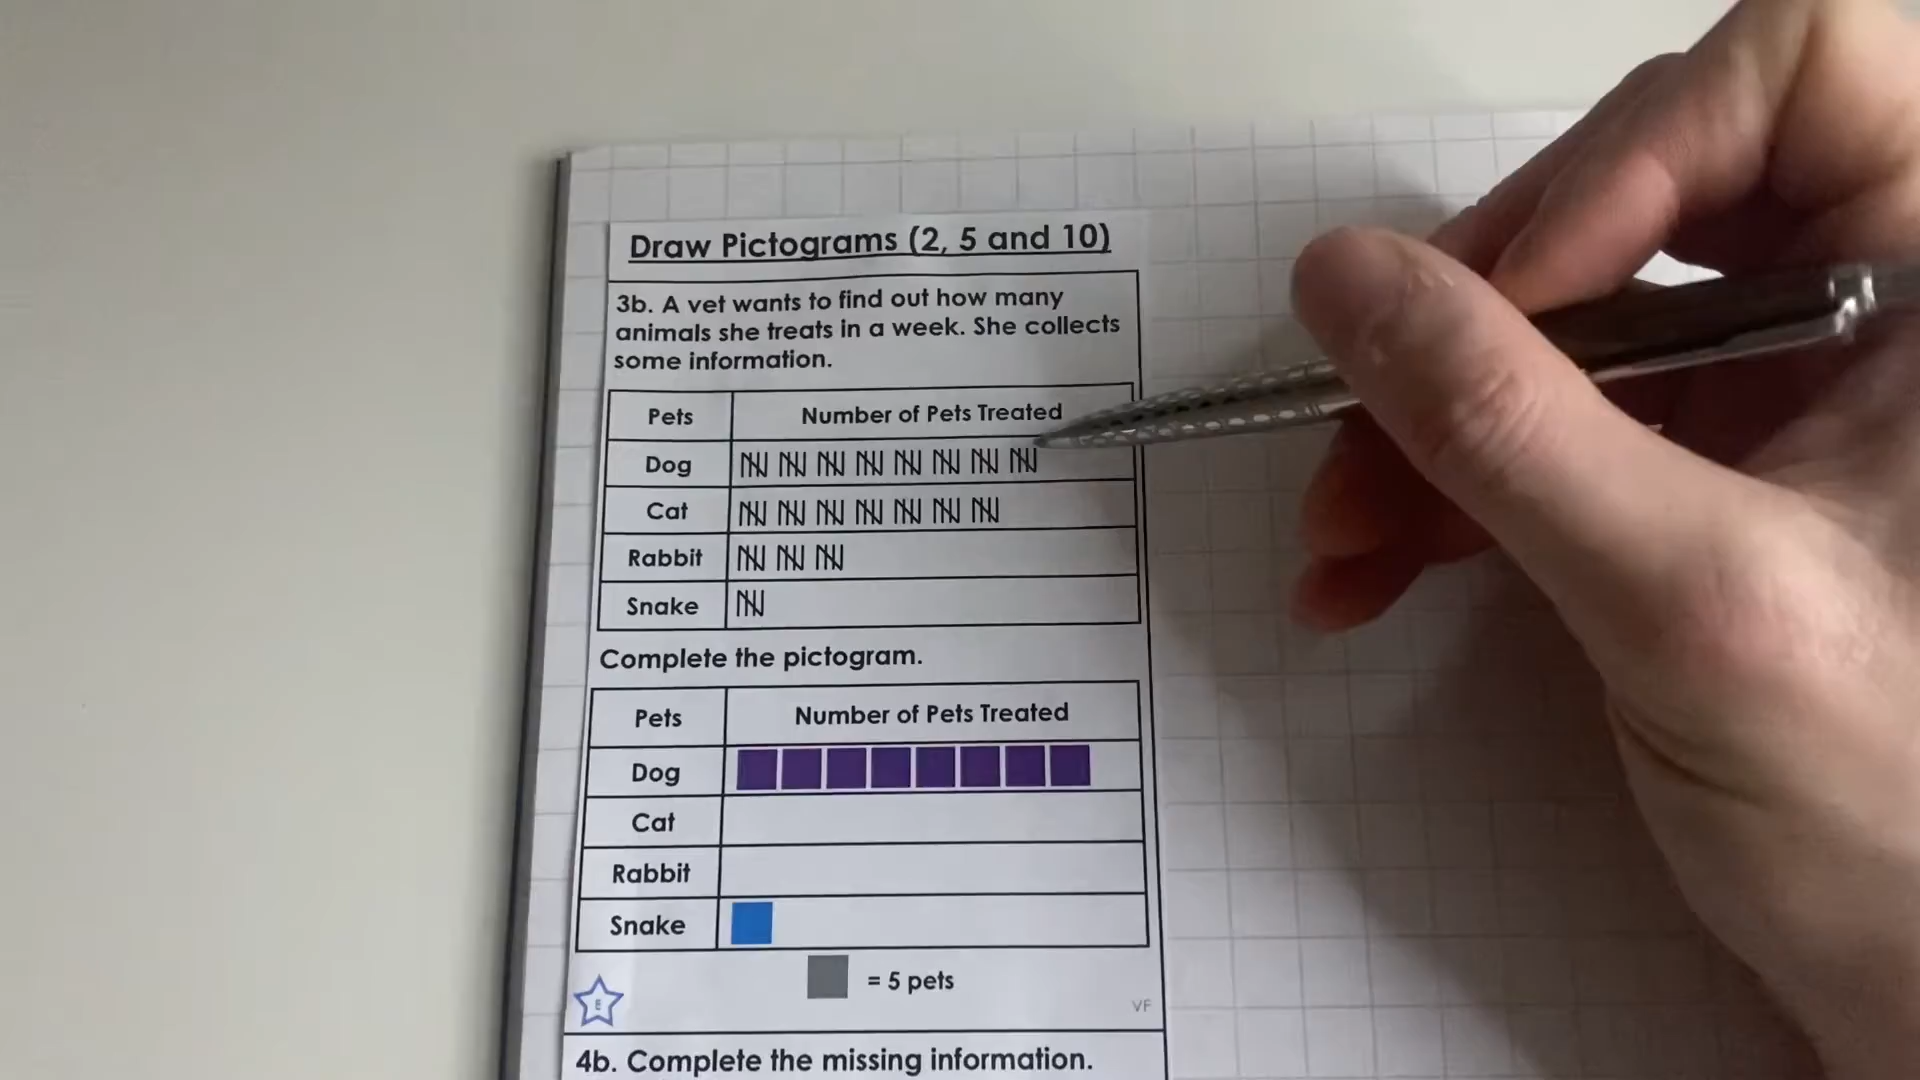 Draw Pictograms (2, 5 and 10)
3b. A vet wants to find out how many
animals she treats in a week. She collects
some information.
Pets Number of Pets Treated
Dog
Cat
Rabbit
Snake
Complete the pictogram.
Pets Number of Pets Treated
Dog
Cat
Rabbit
Snake
= 5 pets
E
VF
4b. Complete the missing information.